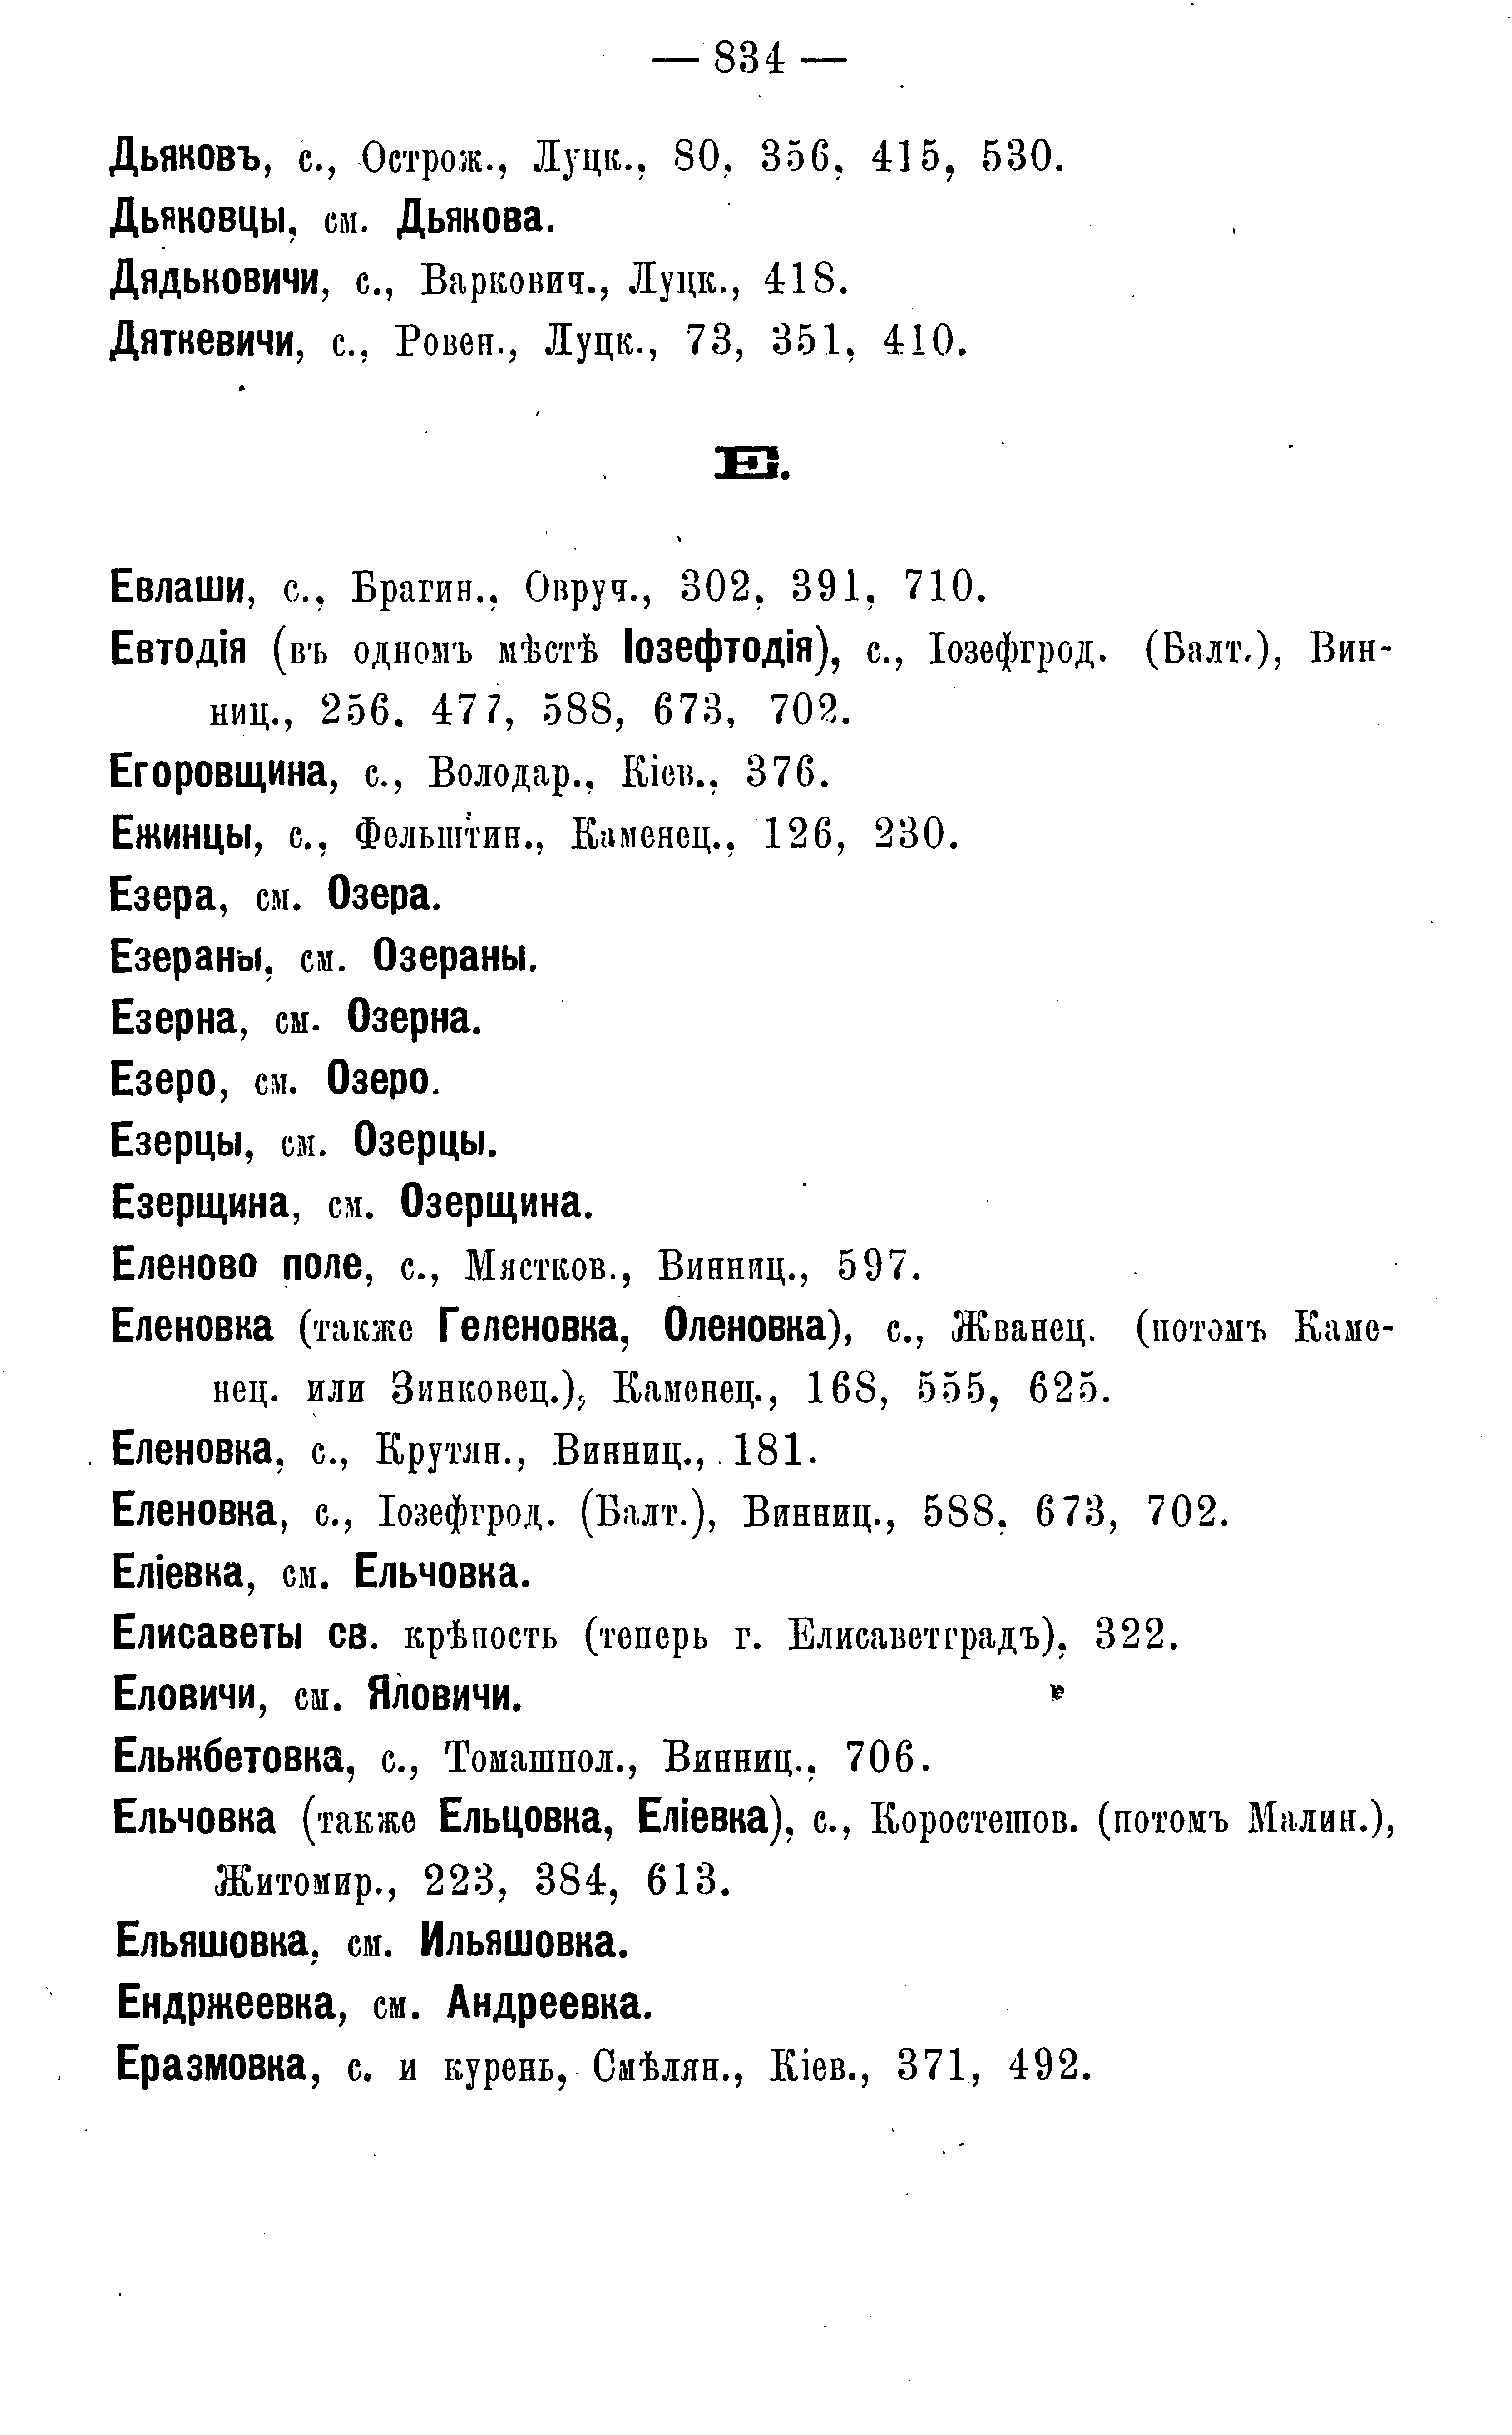 — 834 —
Дьяковъ, с., Острож., Луцк., 80, 356, 415, 530.
Дьяковцы, см. Дьякова.
Дядьковичи, с., Варкович., Луцк., 418.
Дяткевичи, с., Ровен., Луцк., 73, 351, 410.
Е.
Евлаши, с., Брагин., Овруч., 302, 391, 710.
Евтодія (въ одномъ мѣстѣ Іозефтодія), с., Іозефгрод. (Балт.), Вин-
ниц., 256. 477, 588, 673, 702.
Егоровщина, с., Володар., Кіев., 376.
Ежинцы, с., Фельштин., Каменец., 126, 230.
Езера, см. Озера.
Езераны, см. Озераны.
Езерна, см. Озерна.
Езеро, см. Озеро.
Езерцы, см. Озерцы.
Езерщина, см. Озерщина.
Еленово поле, с., Мястков., Винниц., 597.
Еленовка (также Геленовка, Оленовка), с., Жванец. (потомъ Каме-
нец. или Зинковец.), Каменец., 168, 555, 625.
Еленовка, с., Крутян., Винниц., 181.
Еленовка, с., Іозефгрод. (Балт.), Винниц., 588, 673, 702.
Еліевка, см. Ельчовка.
Елисаветы св. крѣпость (теперь г. Елисаветградъ), 322.
Еловичи, см. Яловичи.
Ельжбетовка, с., Томашпол., Винниц., 706.
Ельчовка (также Ельцовка, Еліевка), с., Коростешов. (потомъ Малин.),
Житомир., 223, 384, 613.
Ельяшовка, см. Ильяшовка.
Ендржеевка, см. Андреевка.
Еразмовка, с. и курень, Смѣлян., Кіев., 371, 492.